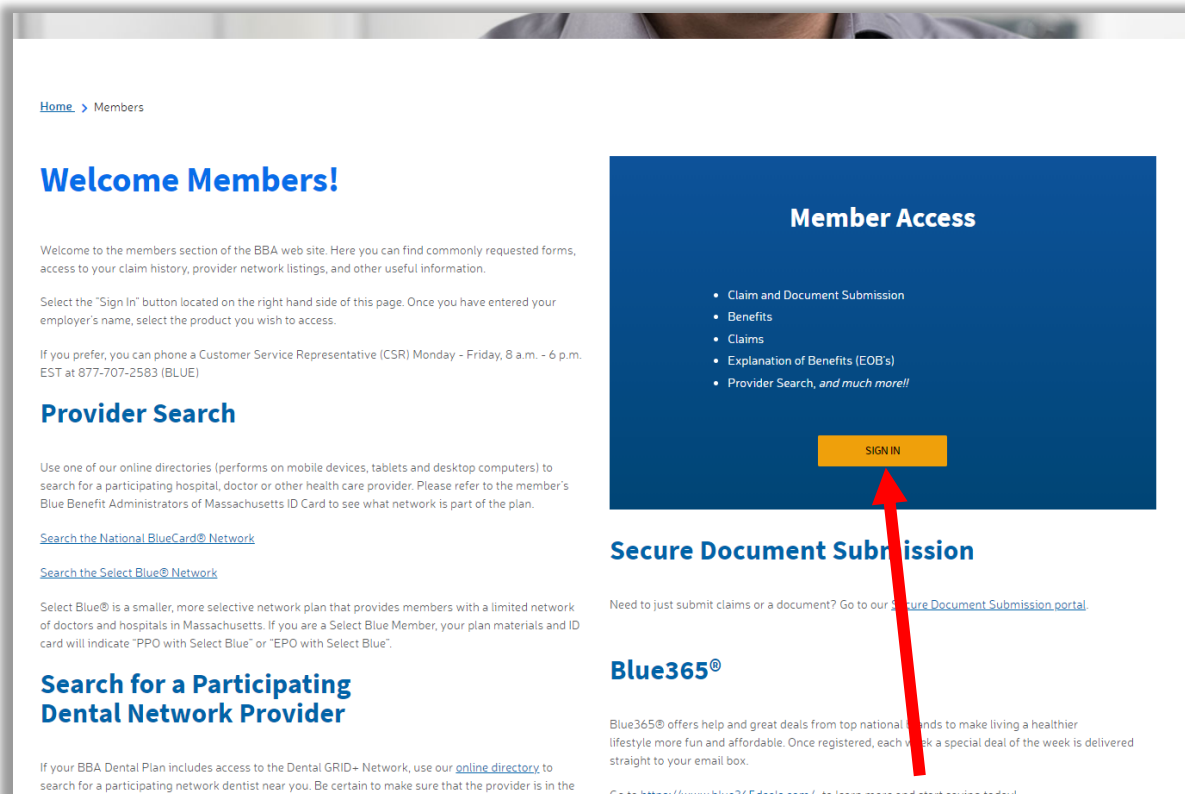 Home > Members
Welcome Members!
Welcome to the members section of the BBA web site. Here you can find commonly requested forms,
access to your claim history, provider network listings, and other useful information.
Select the "Sign In" button located on the right hand side of this page. Once you have entered your
employer's name, select the product you wish to access.
If you prefer, you can phone a Customer Service Representative (CSR) Monday - Friday, 8 a.m. - 6 p.m.
EST at 877-707-2583 (BLUE)
Provider Search
Use one of our online directories (performs on mobile devices, tablets and desktop computers) to
search for a participating hospital, doctor or other health care provider. Please refer to the member's
Blue Benefit Administrators of Massachusetts ID Card to see what network is part of the plan.
Search the National BlueCard® Network
Search the Select Blue® Network
Select Blue® is a smaller, more selective network plan that provides members with a limited network
of doctors and hospitals in Massachusetts. If you are a Select Blue Member, your plan materials and ID
card will indicate "PPO with Select Blue" or "EPO with Select Blue".
Search for a Participating
Dental Network Provider
If your BBA Dental Plan includes access to the Dental GRID+ Network, use our online directory to
search for a participating network dentist near you. Be certain to make sure that the provider is in the
Member Access
• Claim and Document Submission
• Benefits
• Claims
• Explanation of Benefits (EOB's)
• Provider Search, and much more!!
SIGN IN
Secure Document Submission
Need to just submit claims or a document? Go to our Secure Document Submission portal.
Blue365®
Blue365® offers help and great deals from top national brands to make living a healthier
lifestyle more fun and affordable. Once registered, each week a special deal of the week is delivered
straight to your email box.
Go to https://www.blue365deals.com/ to learn more and start saving today!